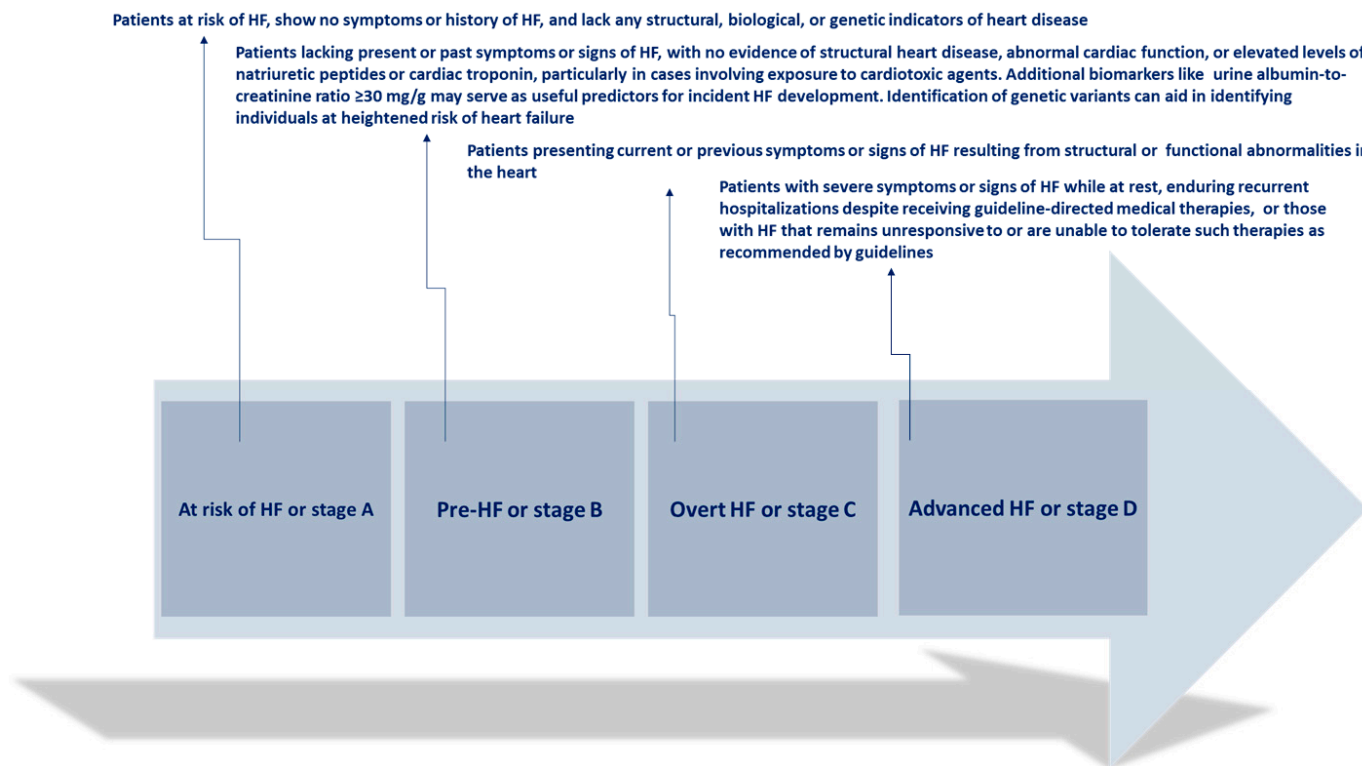 Patients at risk of HF, show no symptoms or history of HF, and lack any structural, biological, or genetic indicators of heart disease
Patients lacking present or past symptoms or signs of HF, with no evidence of structural heart disease, abnormal cardiac function, or elevated levels of
natriuretic peptides or cardiac troponin, particularly in cases involving exposure to cardiotoxic agents. Additional biomarkers like urine albumin-to-
creatinine ratio ≥30 mg/g may serve as useful predictors for incident HF development. Identification of genetic variants can aid in identifying
individuals at heightened risk of heart failure
Patients presenting current or previous symptoms or signs of HF resulting from structural or functional abnormalities in
the heart
Patients with severe symptoms or signs of HF while at rest, enduring recurrent
hospitalizations despite receiving guideline-directed medical therapies, or those
with HF that remains unresponsive to or are unable to tolerate such therapies as
recommended by guidelines
At risk of HF or stage A
Pre-HF or stage B
Overt HF or stage C
Advanced HF or stage D